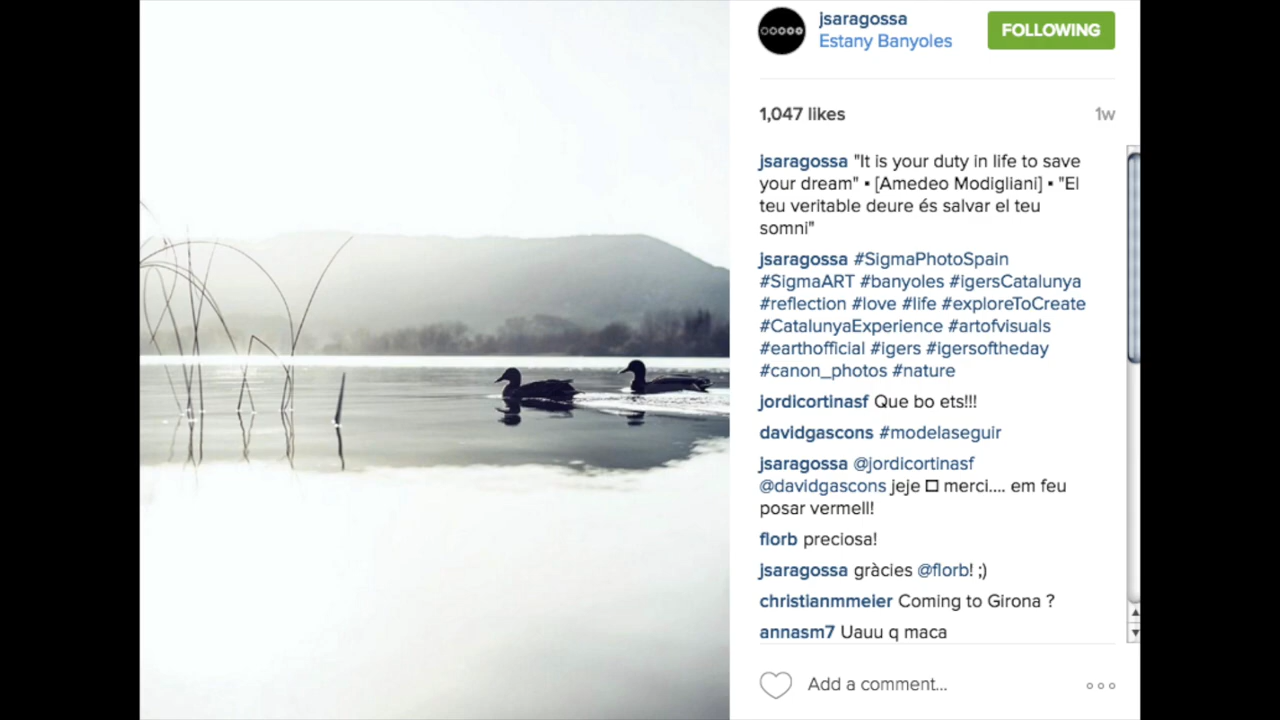 jsaragossa
Estany Banyoles
FOLLOWING
1,047 likes
1w
jsaragossa "It is your duty in life to save
your dream" ▪ [Amedeo Modigliani] ▪ "El
teu veritable deure és salvar el teu
somni"
jsaragossa #SigmaPhotoSpain
#SigmaART #banyoles #igersCatalunya
#reflection #love #life #exploreToCreate
#CatalunyaExperience #artofvisuals
#earthofficial #igers #igersoftheday
#canon_photos #nature
jordicortinasf Que bo ets!!!
davidgascons #modelaseguir
jsaragossa @jordicortinasf
@davidgascons jeje □ merci.... em feu
posar vermell!
florb preciosa!
jsaragossa gràcies @florb! ;)
christianmmeier Coming to Girona ?
annasm7 Uauu q maca
Add a comment...